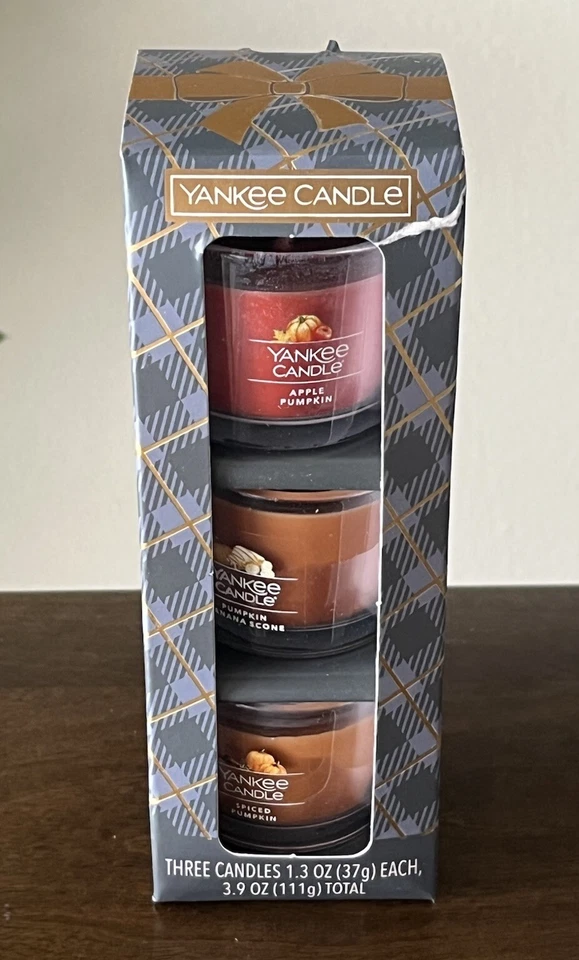 YANKEE CANDLE
YANKEE
CANDLE®
APPLE
PUMPKIN
YANKEE
CANDLE®
PUMPKIN
ANANA SCONE
YANKEE
CANDLE®
SPICED
PUMPKIN
THREE CANDLES 1.3 OZ (37g) EACH,
3.9 OZ (111g) TOTAL